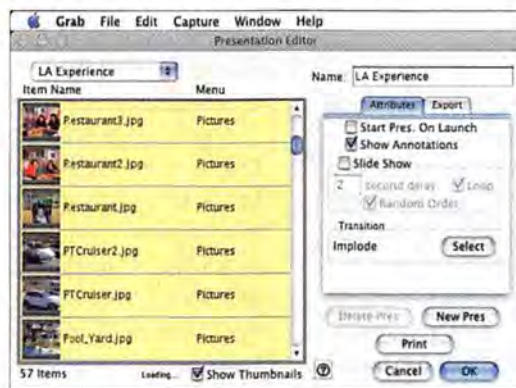 Grab File Edit Capture Window Help
Presentation Editor
LA Experience
Name: LA Experience
Item Name Menu
Restaurant3.jpg Pictures
Restaurant2.jpg Pictures
Restaurant.jpg Pictures
PTCruiser2.jpg Pictures
PTCruiser.jpg Pictures
Pool_Yard.jpg Pictures
57 Items Loading... Show Thumbnails
Attributes Export
Start Pres. On Launch
Show Annotations
Slide Show
2 second delay Loop
Random Order
Transition
Implode Select
Delete Pres New Pres
Print
? Cancel OK